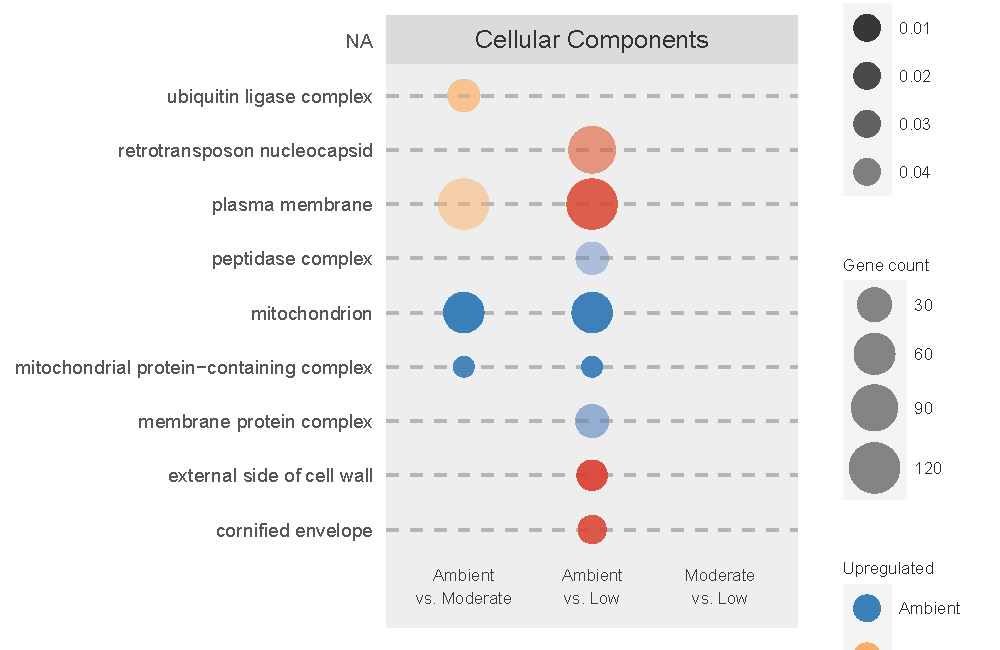 NA
Cellular Components
ubiquitin ligase complex
retrotransposon nucleocapsid
plasma membrane
peptidase complex
mitochondrion
mitochondrial protein−containing complex
membrane protein complex
external side of cell wall
cornified envelope
Ambient
vs. Moderate
Ambient
vs. Low
Moderate
vs. Low
0.01
0.02
0.03
0.04
Gene count
30
60
90
120
Upregulated
Ambient